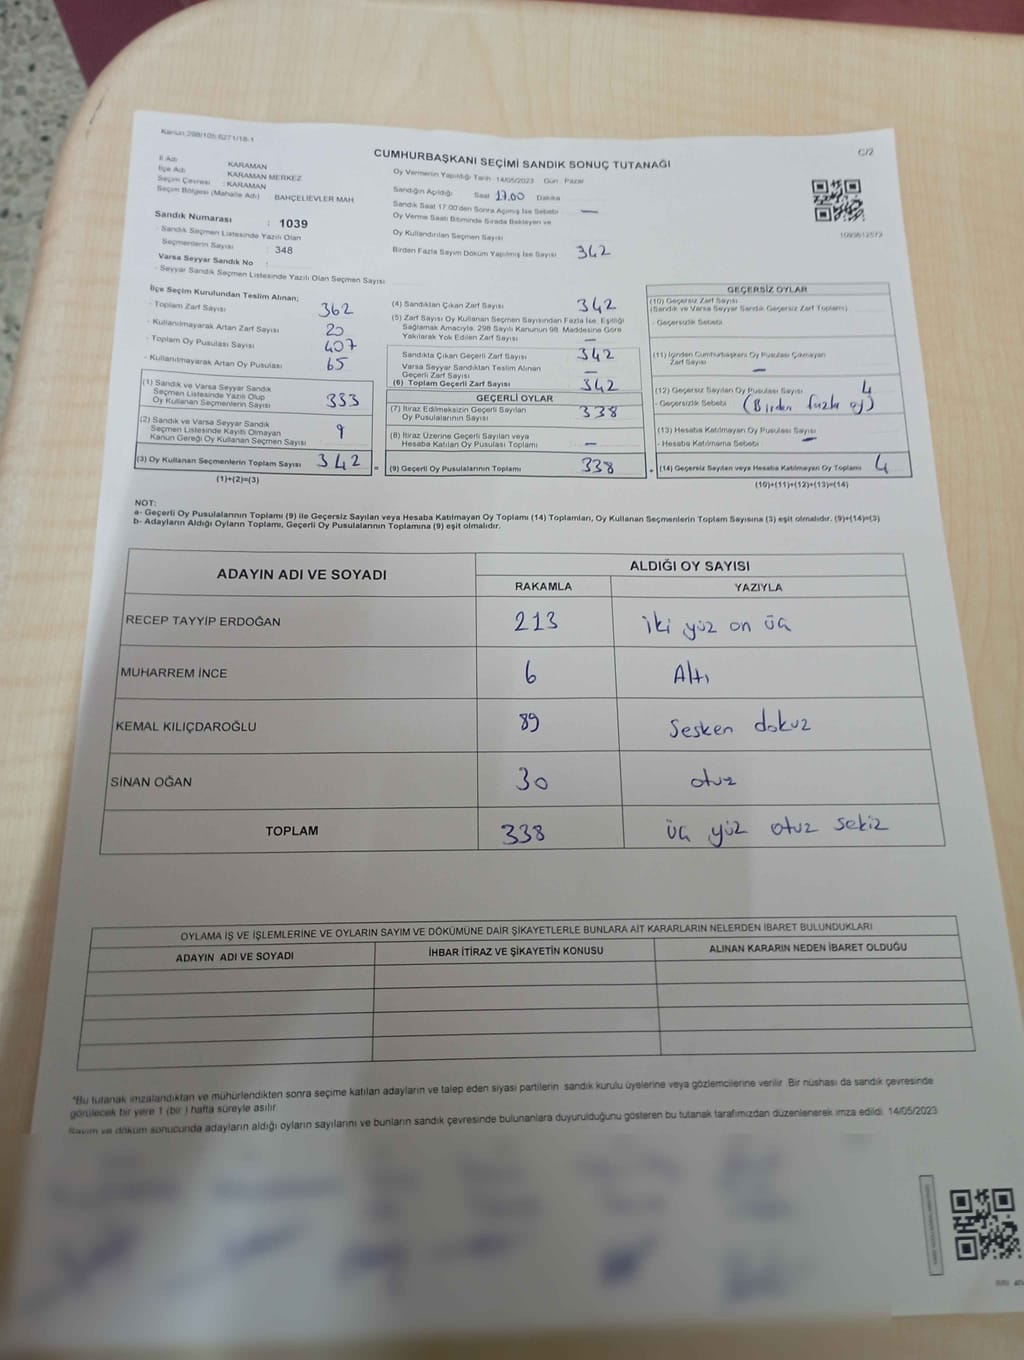 Kanun:298/105.6271/18-1
C/2
CUMHURBAŞKANI SEÇİMİ SANDIK SONUÇ TUTANAĞI
İl Adı KARAMAN
İlçe Adı KARAMAN MERKEZ
Seçim Çevresi : KARAMAN
Seçim Bölgesi (Mahalle Adı) : BAHÇELİEVLER MAH
Sandık Numarası : 1039
- Sandık Seçmen Listesinde Yazılı Olan
Seçmenlerin Sayısı : 348
Varsa Seyyar Sandık No :
- Seyyar Sandık Seçmen Listesinde Yazılı Olan Seçmen Sayısı
Oy Vermenin Yapıldığı Tarih 14/05/2023 Gün Pazar
Sandığın Açıldığı Saat 17.00 Dakika
Sandık Saat 17:00'den Sonra Açılmış İse Sebebi —
Oy Verme Saati Bitiminde Sırada Bekleyen ve
Oy Kullandırılan Seçmen Sayısı
Birden Fazla Sayım Döküm Yapılmış İse Sayısı 342
1099612572
İlçe Seçim Kurulundan Teslim Alınan;
- Toplam Zarf Sayısı 362
- Kullanılmayarak Artan Zarf Sayısı 20
- Toplam Oy Pusulası Sayısı 407
- Kullanılmayarak Artan Oy Pusulası 65
(1) Sandık ve Varsa Seyyar Sandık
Seçmen Listesinde Yazılı Olup
Oy Kullanan Seçmenlerin Sayısı 333
(2) Sandık ve Varsa Seyyar Sandık
Seçmen Listesinde Kayıtlı Olmayan
Kanun Gereği Oy Kullanan Seçmen Sayısı 9
(3) Oy Kullanan Seçmenlerin Toplam Sayısı 342 =
(1)+(2)=(3)
(4) Sandıktan Çıkan Zarf Sayısı 342
(5) Zarf Sayısı Oy Kullanan Seçmen Sayısından Fazla İse, Eşitliği
Sağlamak Amacıyla, 298 Sayılı Kanunun 98. Maddesine Göre
Yakılarak Yok Edilen Zarf Sayısı —
Sandıkta Çıkan Geçerli Zarf Sayısı 342
Varsa Seyyar Sandıktan Teslim Alınan
Geçerli Zarf Sayısı —
(6) Toplam Geçerli Zarf Sayısı 342
GEÇERLİ OYLAR
(7) İtiraz Edilmeksizin Geçerli Sayılan
Oy Pusulalarının Sayısı 338
(8) İtiraz Üzerine Geçerli Sayılan veya
Hesaba Katılan Oy Pusulası Toplamı —
(9) Geçerli Oy Pusulalarının Toplamı 338 +
GEÇERSİZ OYLAR
(10) Geçersiz Zarf Sayısı
(Sandık ve Varsa Seyyar Sandık Geçersiz Zarf Toplamı)
- Geçersizlik Sebebi
(11) İçinden Cumhurbaşkanı Oy Pusulası Çıkmayan
Zarf Sayısı —
(12) Geçersiz Sayılan Oy Pusulası Sayısı 4
- Geçersizlik Sebebi (Birden fazla oy)
(13) Hesaba Katılmayan Oy Pusulası Sayısı —
- Hesaba Katılmama Sebebi
(14) Geçersiz Sayılan veya Hesaba Katılmayan Oy Toplamı 4
(10)+(11)+(12)+(13)=(14)
NOT:
a- Geçerli Oy Pusulalarının Toplamı (9) ile Geçersiz Sayılan veya Hesaba Katılmayan Oy Toplamı (14) Toplamları, Oy Kullanan Seçmenlerin Toplam Sayısına (3) eşit olmalıdır. (9)+(14)=(3)
b- Adayların Aldığı Oyların Toplamı, Geçerli Oy Pusulalarının Toplamına (9) eşit olmalıdır.
ADAYIN ADI VE SOYADI ALDIĞI OY SAYISI
RAKAMLA YAZIYLA
RECEP TAYYİP ERDOĞAN 213 iki yüz on üç
MUHARREM İNCE 6 Altı
KEMAL KILIÇDAROĞLU 89 Sesken dokuz
SİNAN OĞAN 30 otuz
TOPLAM 338 üç yüz otuz sekiz
OYLAMA İŞ VE İŞLEMLERİNE VE OYLARIN SAYIM VE DÖKÜMÜNE DAİR ŞİKAYETLERLE BUNLARA AİT KARARLARIN NELERDEN İBARET BULUNDUKLARI
ADAYIN ADI VE SOYADI İHBAR İTİRAZ VE ŞİKAYETİN KONUSU ALINAN KARARIN NEDEN İBARET OLDUĞU
"Bu tutanak imzalandıktan ve mühürlendikten sonra seçime katılan adayların ve talep eden siyasi partilerin sandık kurulu üyelerine veya gözlemcilerine verilir. Bir nüshası da sandık çevresinde
görülecek bir yere 1 (bir) hafta süreyle asılır.
Sayım ve döküm sonucunda adayların aldığı oyların sayılarını ve bunların sandık çevresinde bulunanlara duyurulduğunu gösteren bu tutanak tarafımızdan düzenlenerek imza edildi. 14/05/2023